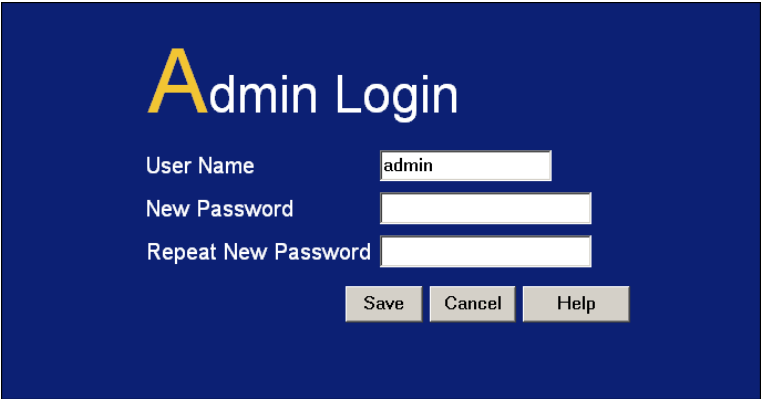 Admin Login
User Name admin
New Password
Repeat New Password
Save Cancel Help